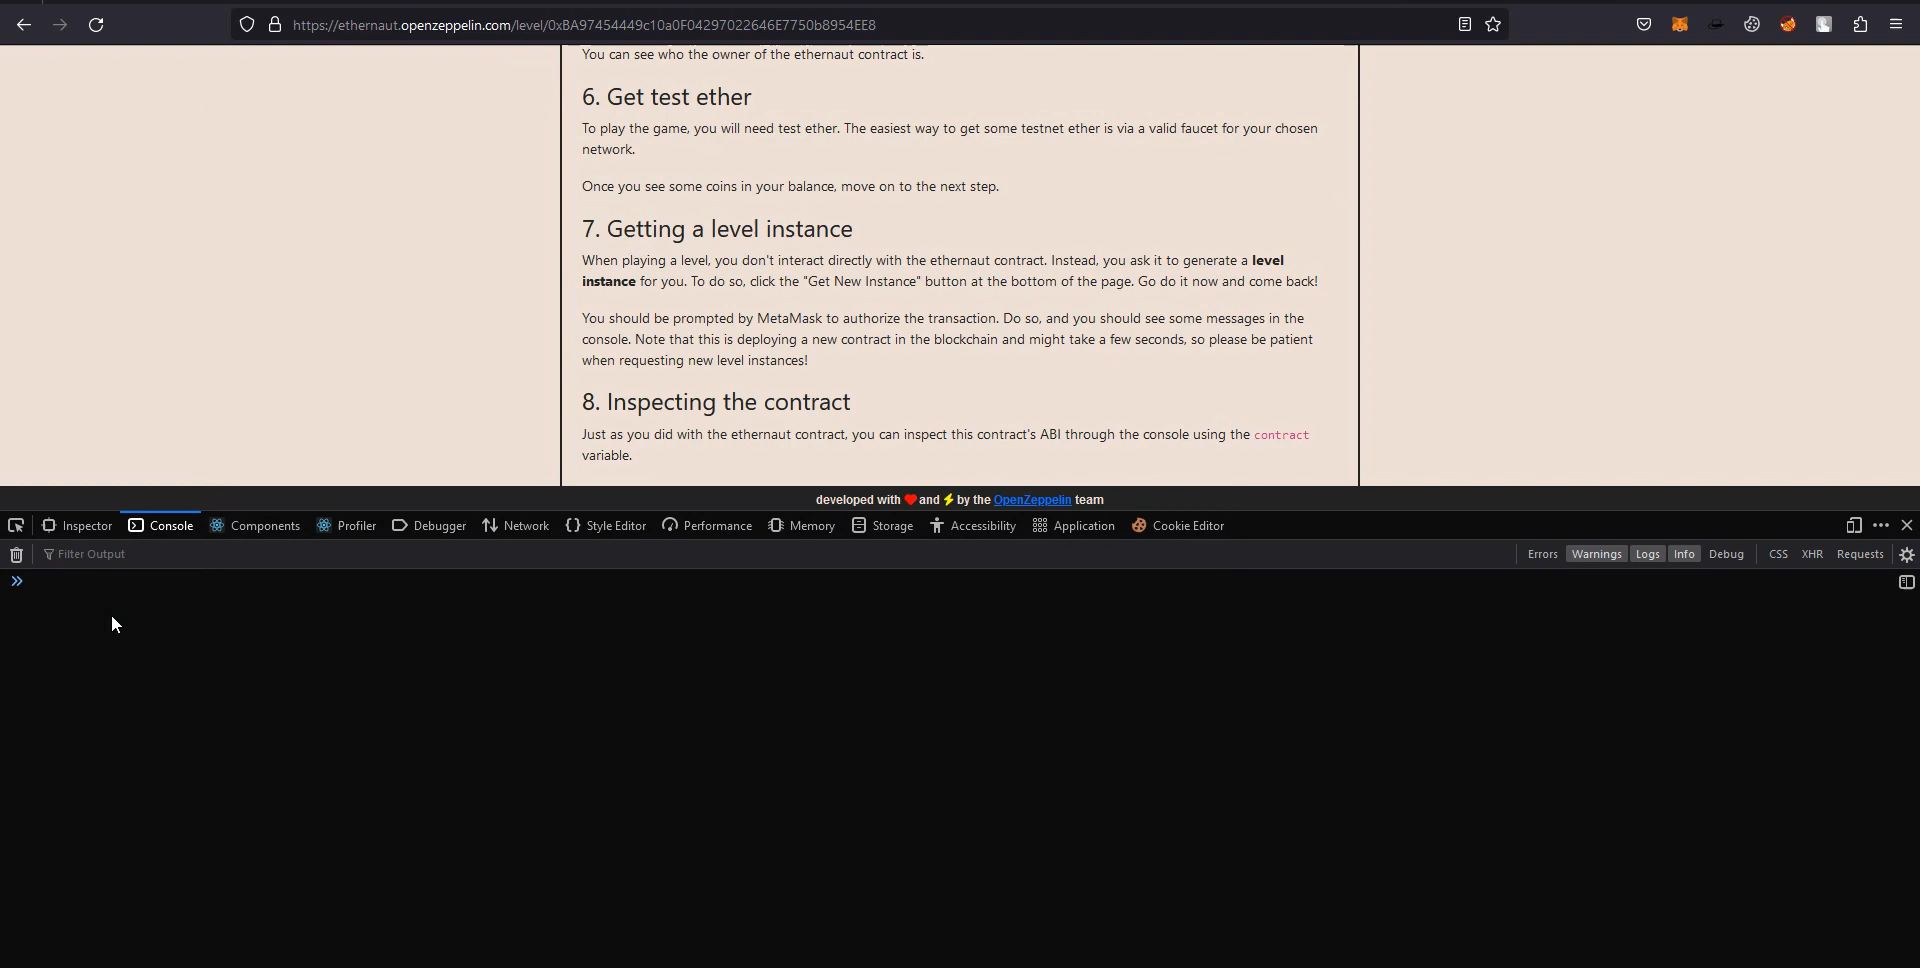 https://ethernaut.openzeppelin.com/level/0xBA97454449c10a0F04297022646E7750b8954EE8
You can see who the owner of the ethernaut contract is.
6. Get test ether
To play the game, you will need test ether. The easiest way to get some testnet ether is via a valid faucet for your chosen
network.
Once you see some coins in your balance, move on to the next step.
7. Getting a level instance
When playing a level, you don't interact directly with the ethernaut contract. Instead, you ask it to generate a level
instance for you. To do so, click the "Get New Instance" button at the bottom of the page. Go do it now and come back!
You should be prompted by MetaMask to authorize the transaction. Do so, and you should see some messages in the
console. Note that this is deploying a new contract in the blockchain and might take a few seconds, so please be patient
when requesting new level instances!
8. Inspecting the contract
Just as you did with the ethernaut contract, you can inspect this contract's ABI through the console using the contract
variable.
developed with ❤ and ⚡ by the OpenZeppelin team
Inspector Console Components Profiler Debugger Network Style Editor Performance Memory Storage Accessibility Application Cookie Editor
Filter Output Errors Warnings Logs Info Debug CSS XHR Requests